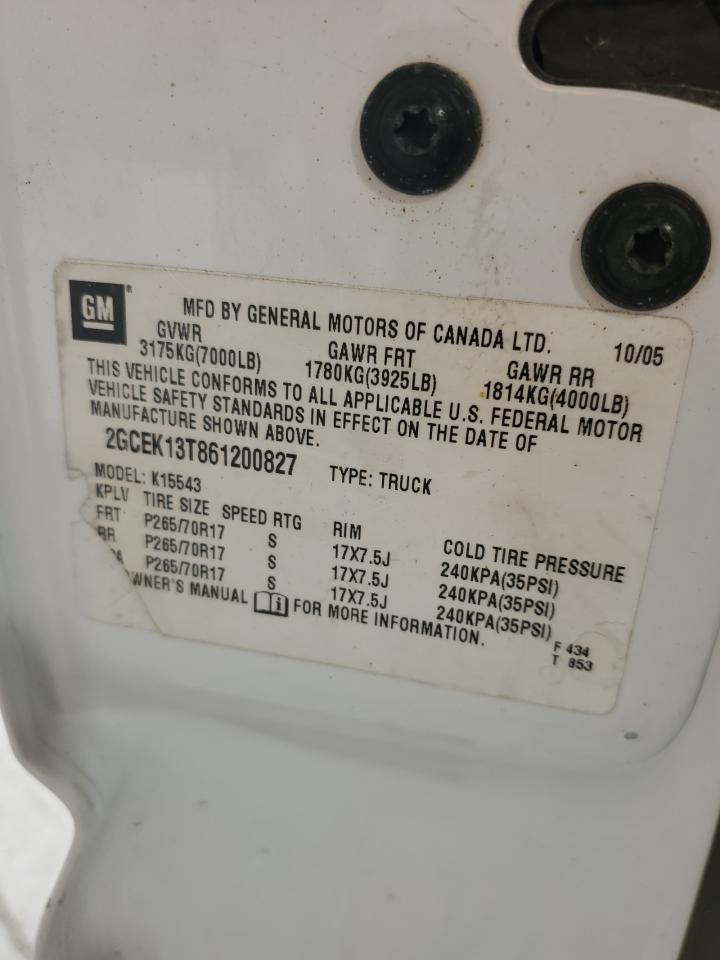 GM® MFD BY GENERAL MOTORS OF CANADA LTD. 10/05
GVWR GAWR FRT GAWR RR
3175KG(7000LB) 1780KG(3925LB) 1814KG(4000LB)
THIS VEHICLE CONFORMS TO ALL APPLICABLE U.S. FEDERAL MOTOR
VEHICLE SAFETY STANDARDS IN EFFECT ON THE DATE OF
MANUFACTURE SHOWN ABOVE.
2GCEK13T861200827 TYPE: TRUCK
MODEL: K15543
KPLV TIRE SIZE SPEED RTG RIM COLD TIRE PRESSURE
FRT P265/70R17 S 17X7.5J 240KPA(35PSI)
RR P265/70R17 S 17X7.5J 240KPA(35PSI)
P265/70R17 S 17X7.5J 240KPA(35PSI)
OWNER'S MANUAL FOR MORE INFORMATION.
F 434
T 853